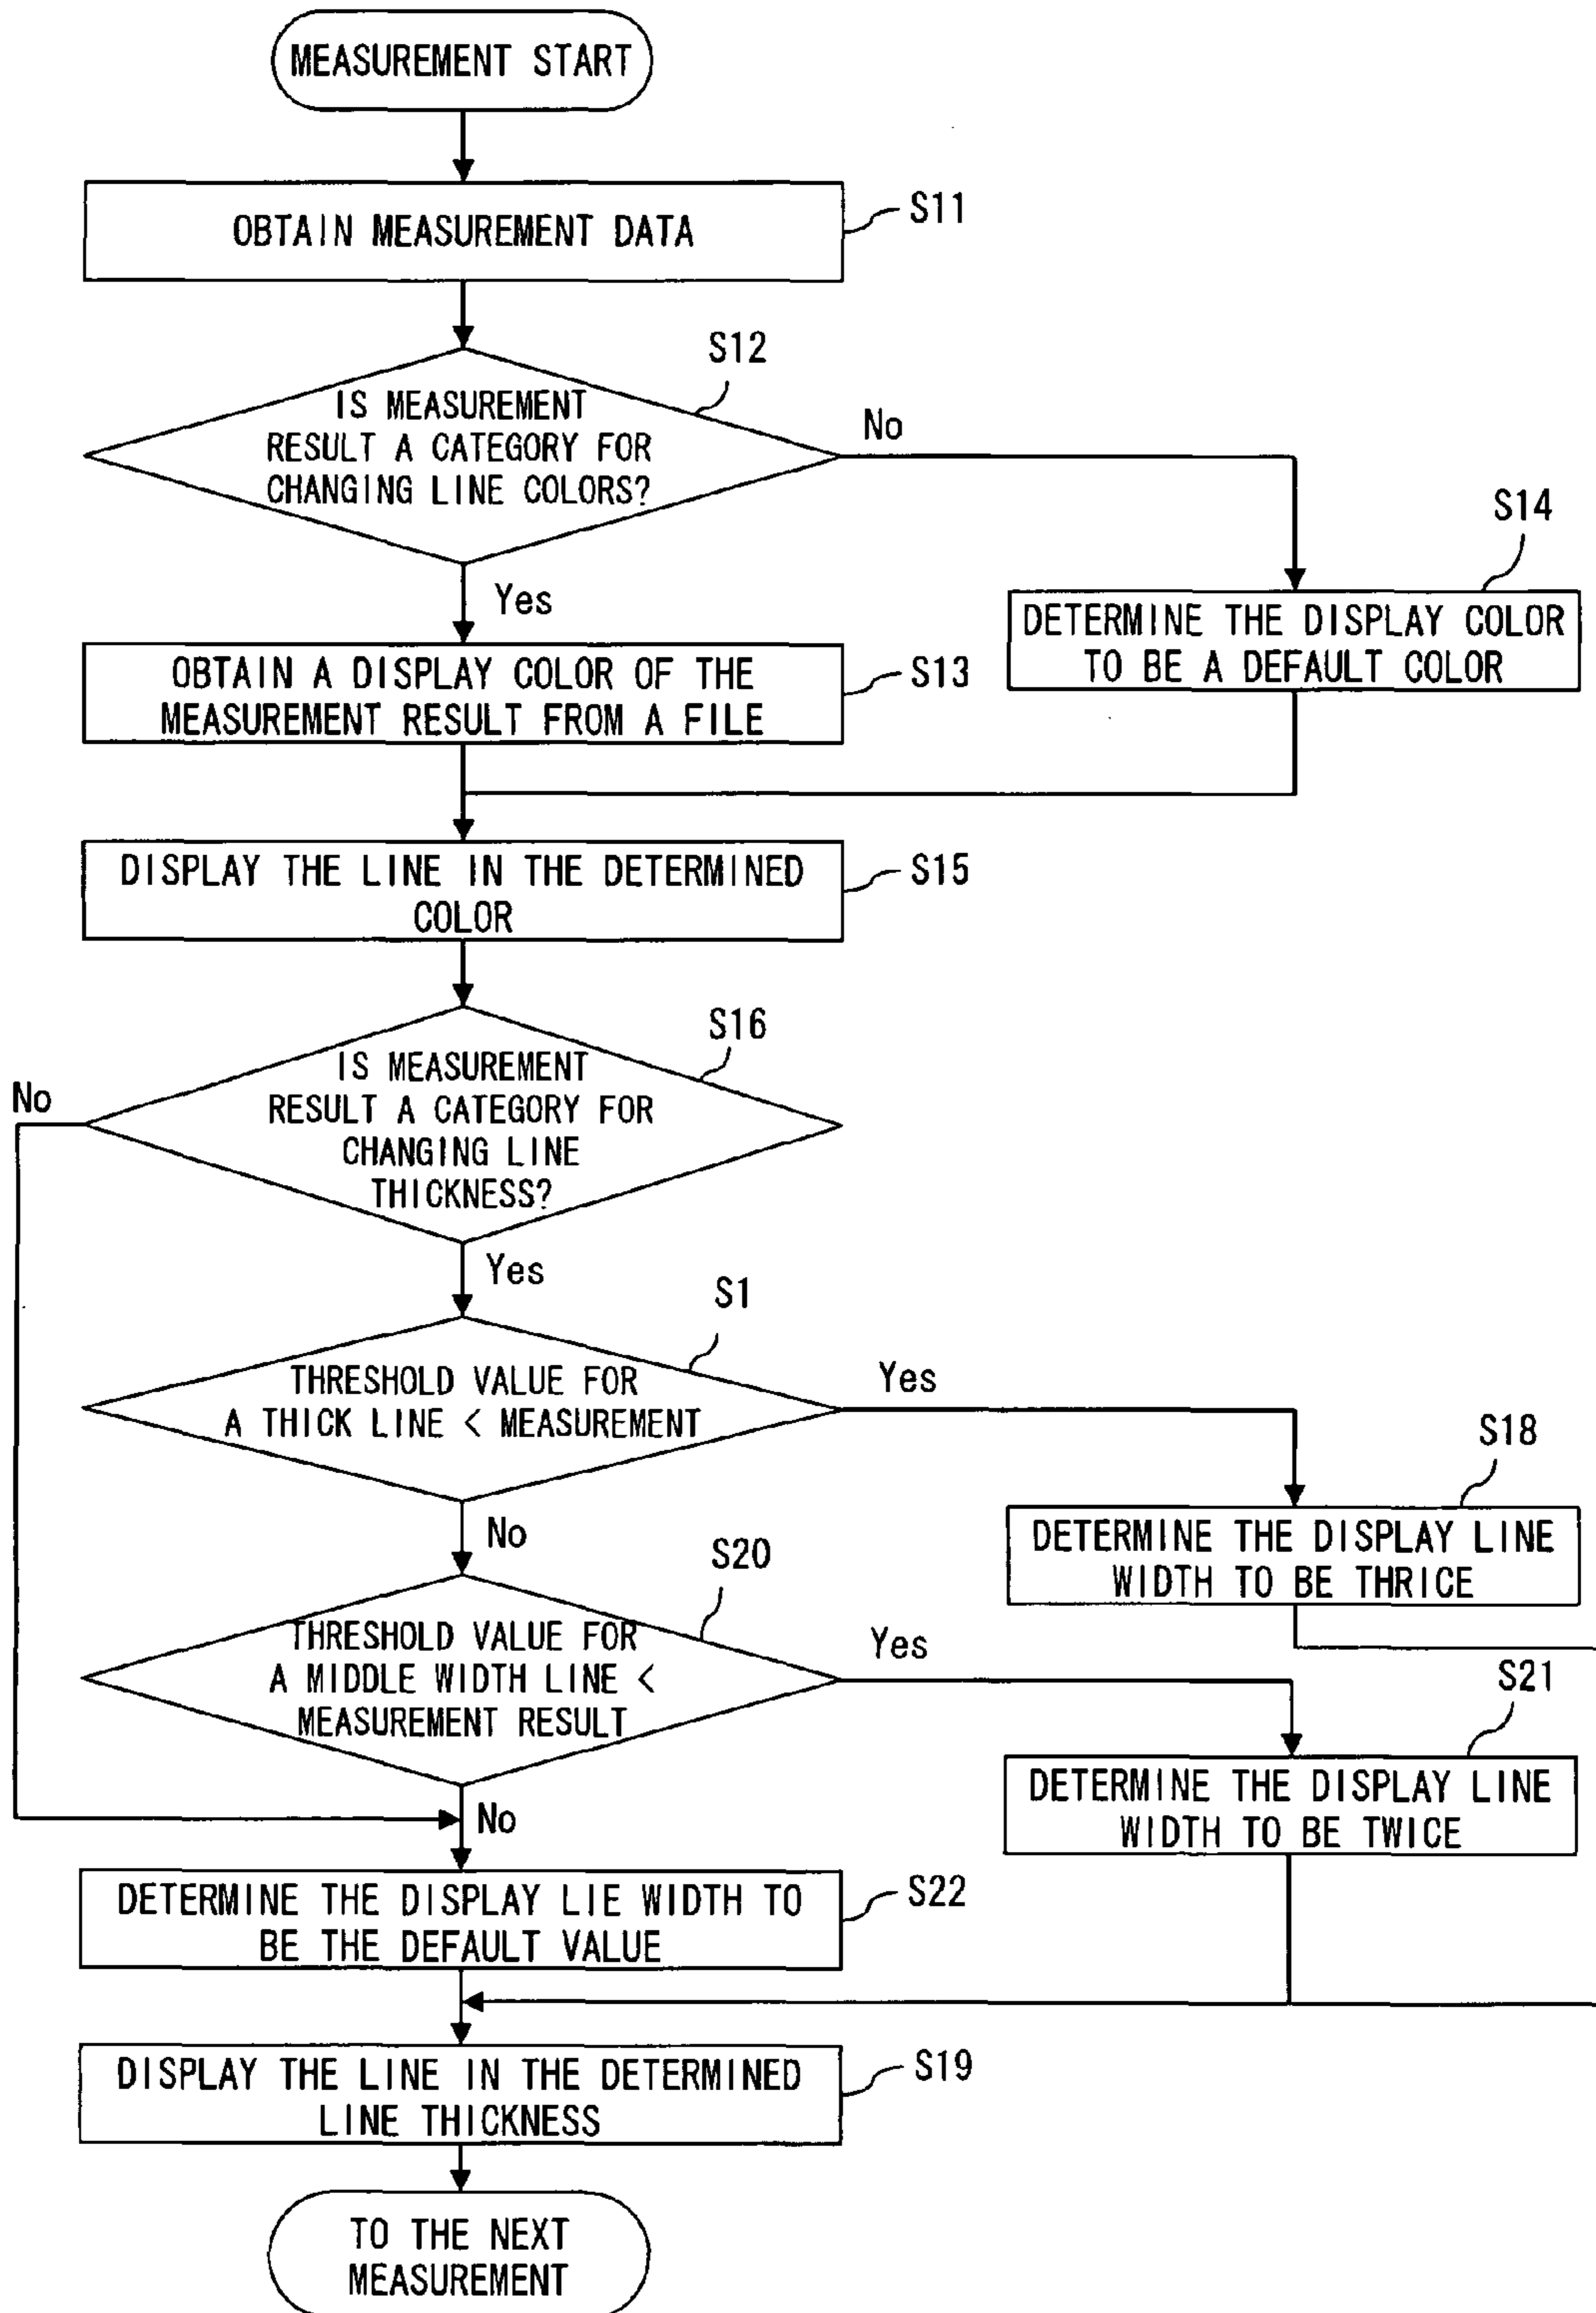 MEASUREMENT START
OBTAIN MEASUREMENT DATA
S11
S12
IS MEASUREMENT
RESULT A CATEGORY FOR
CHANGING LINE COLORS?
No
Yes
S14
DETERMINE THE DISPLAY COLOR
TO BE A DEFAULT COLOR
OBTAIN A DISPLAY COLOR OF THE
MEASUREMENT RESULT FROM A FILE
S13
DISPLAY THE LINE IN THE DETERMINED
COLOR
S15
S16
IS MEASUREMENT
RESULT A CATEGORY FOR
CHANGING LINE
THICKNESS?
No
Yes
S1
THRESHOLD VALUE FOR
A THICK LINE < MEASUREMENT
Yes
No
S18
DETERMINE THE DISPLAY LINE
WIDTH TO BE THRICE
S20
THRESHOLD VALUE FOR
A MIDDLE WIDTH LINE <
MEASUREMENT RESULT
Yes
No
S21
DETERMINE THE DISPLAY LINE
WIDTH TO BE TWICE
DETERMINE THE DISPLAY LIE WIDTH TO
BE THE DEFAULT VALUE
S22
DISPLAY THE LINE IN THE DETERMINED
LINE THICKNESS
S19
TO THE NEXT
MEASUREMENT